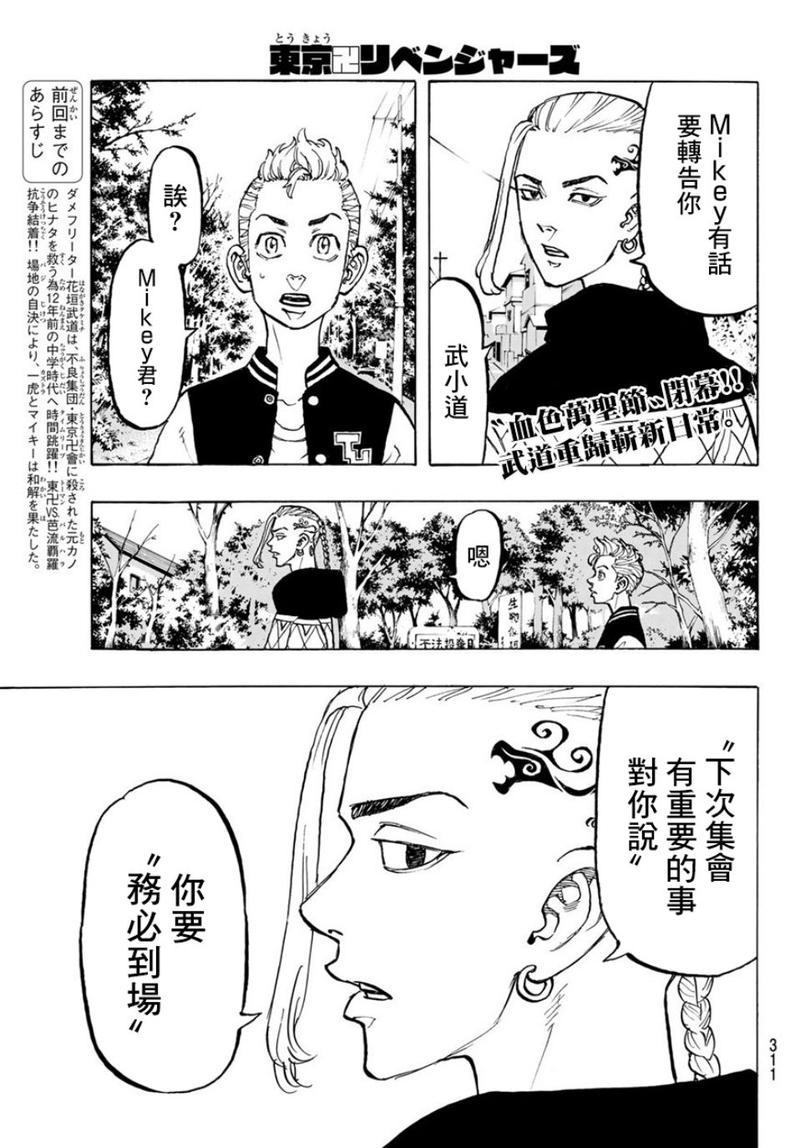 とうきょう
東京卍リベンジャーズ
Mikey有話
要轉告你
武小道
〝血色萬聖節〟閉幕!!
武道重歸嶄新日常。
誒？
Mikey君？
前回までの
あらすじ
ダメフリーター花垣武道は、不良集団・東京卍會に殺された元カノ
のヒナタを救う為12年前の中学時代へ時間跳躍!! 東卍VS.芭流覇羅
抗争結着!! 場地の自決により、一虎とマイキーは和解を果たした。
嗯
不法投棄
〝下次集會
有重要的事
對你說〞
你要
〝務必到場〞
311